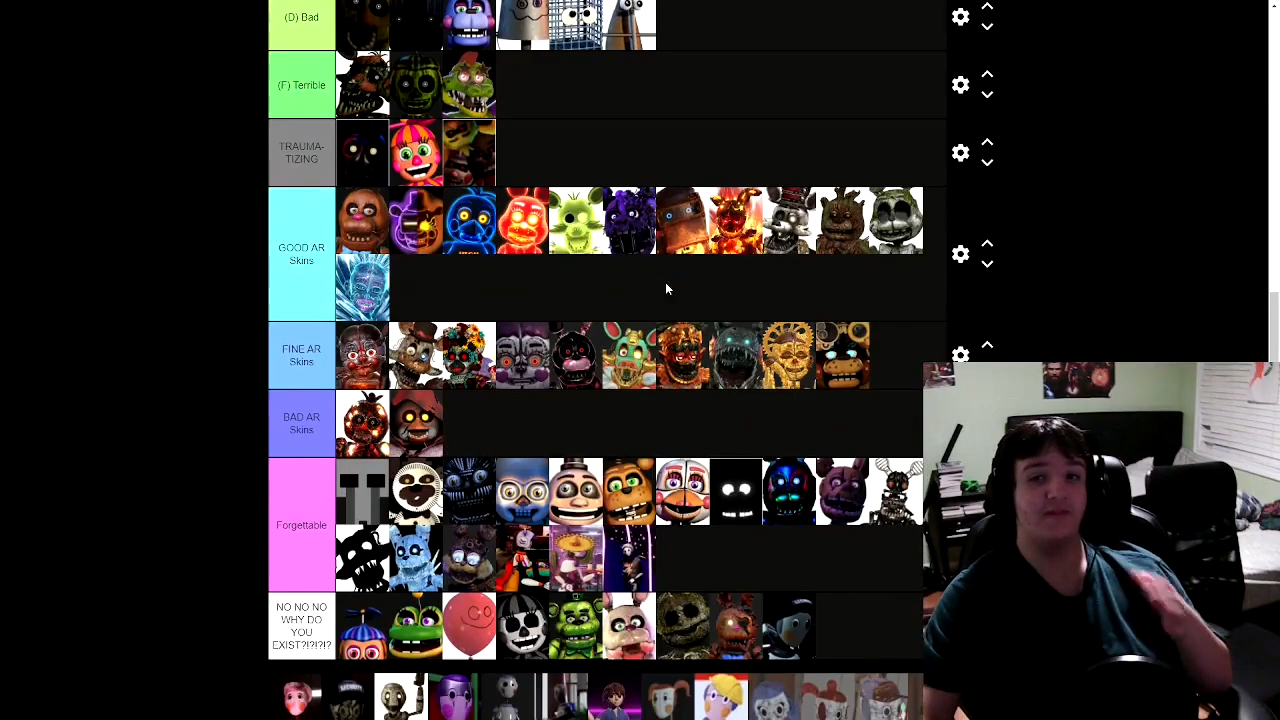 (D) Bad
(F) Terrible
TRAUMA-
TIZING
GOOD AR
Skins
FINE AR
Skins
BAD AR
Skins
Forgettable
NO NO NO
WHY DO
YOU
EXIST?!?!?!?